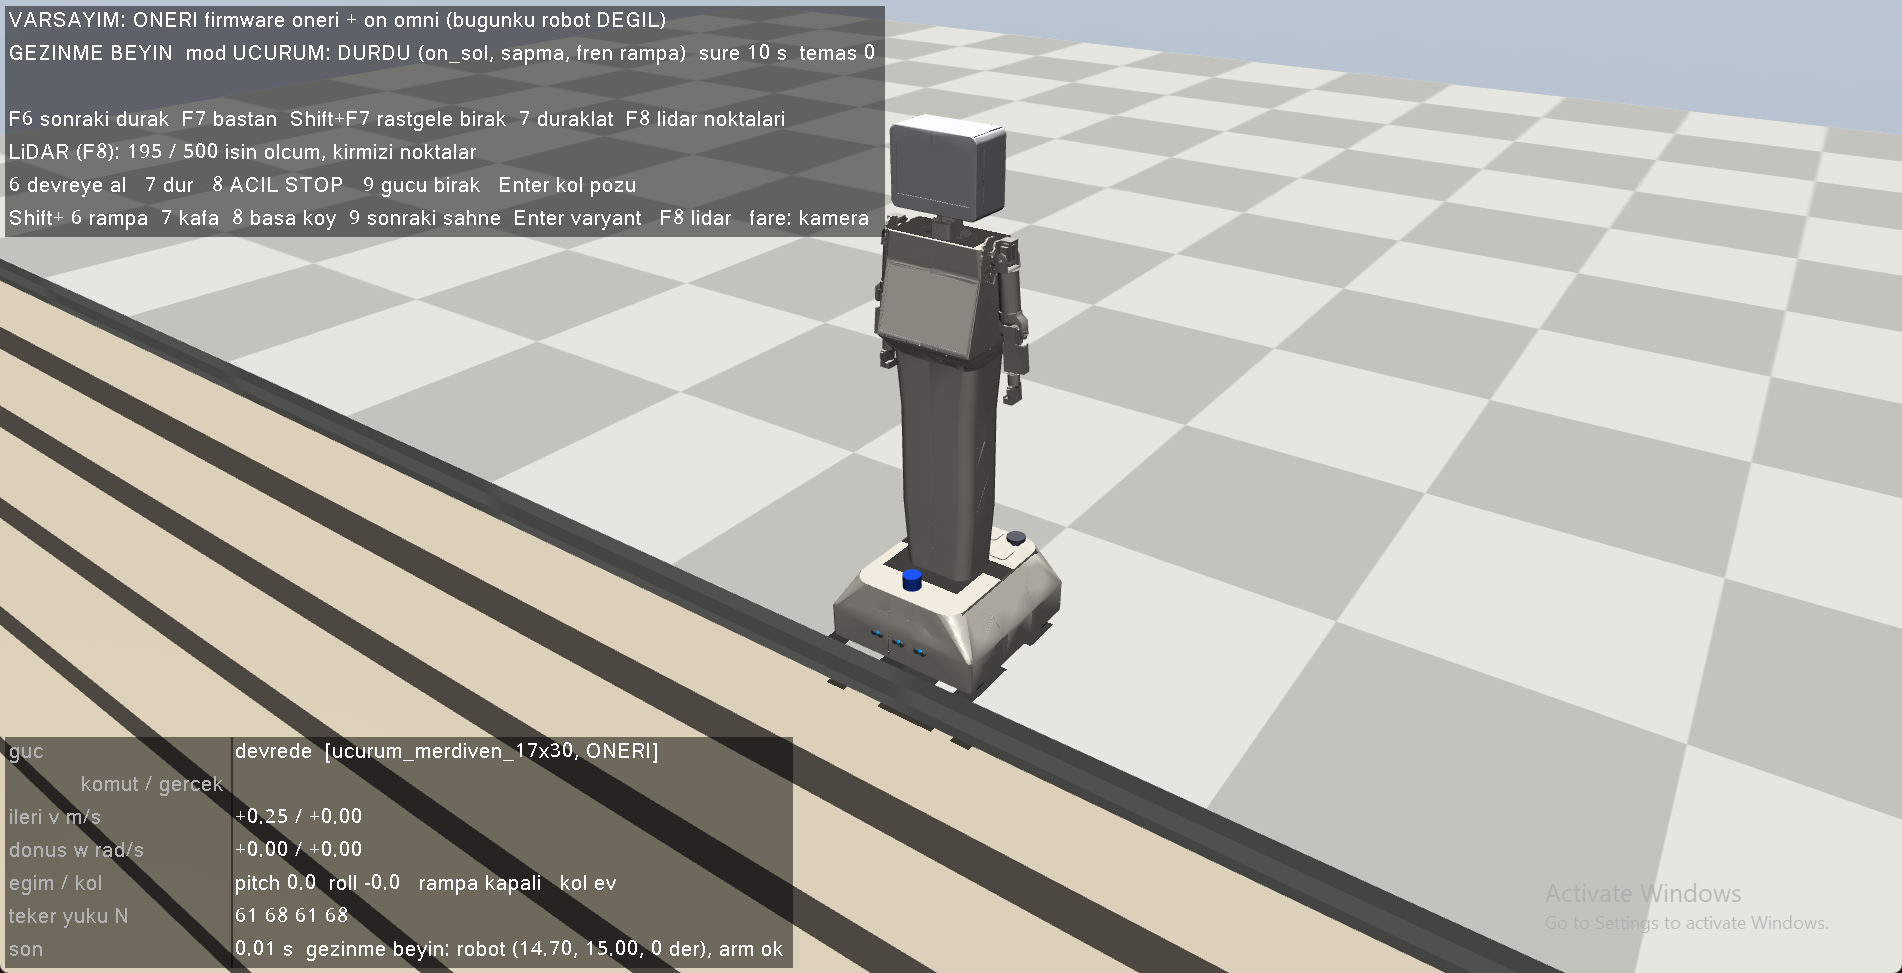 VARSAYIM: ONERI firmware oneri + on omni (bugunku robot DEGIL)
GEZINME BEYIN  mod UCURUM: DURDU (on_sol, sapma, fren rampa)  sure 10 s  temas 0
F6 sonraki durak  F7 bastan  Shift+F7 rastgele birak  7 duraklat  F8 lidar noktalari
LiDAR (F8): 195 / 500 isin olcum, kirmizi noktalar
6 devreye al  7 dur  8 ACIL STOP  9 gucu birak  Enter kol pozu
Shift+ 6 rampa  7 kafa  8 basa koy  9 sonraki sahne  Enter varyant  F8 lidar  fare: kamera
guc devrede [ucurum_merdiven_17x30, ONERI]
komut / gercek
ileri v m/s +0.25 / +0.00
donus w rad/s +0.00 / +0.00
egim / kol pitch 0.0  roll -0.0  rampa kapali  kol ev
teker yuku N 61 68 61 68
son 0.01 s  gezinme beyin: robot (14.70, 15.00, 0 der), arm ok
Activate Windows
Go to Settings to activate Windows.